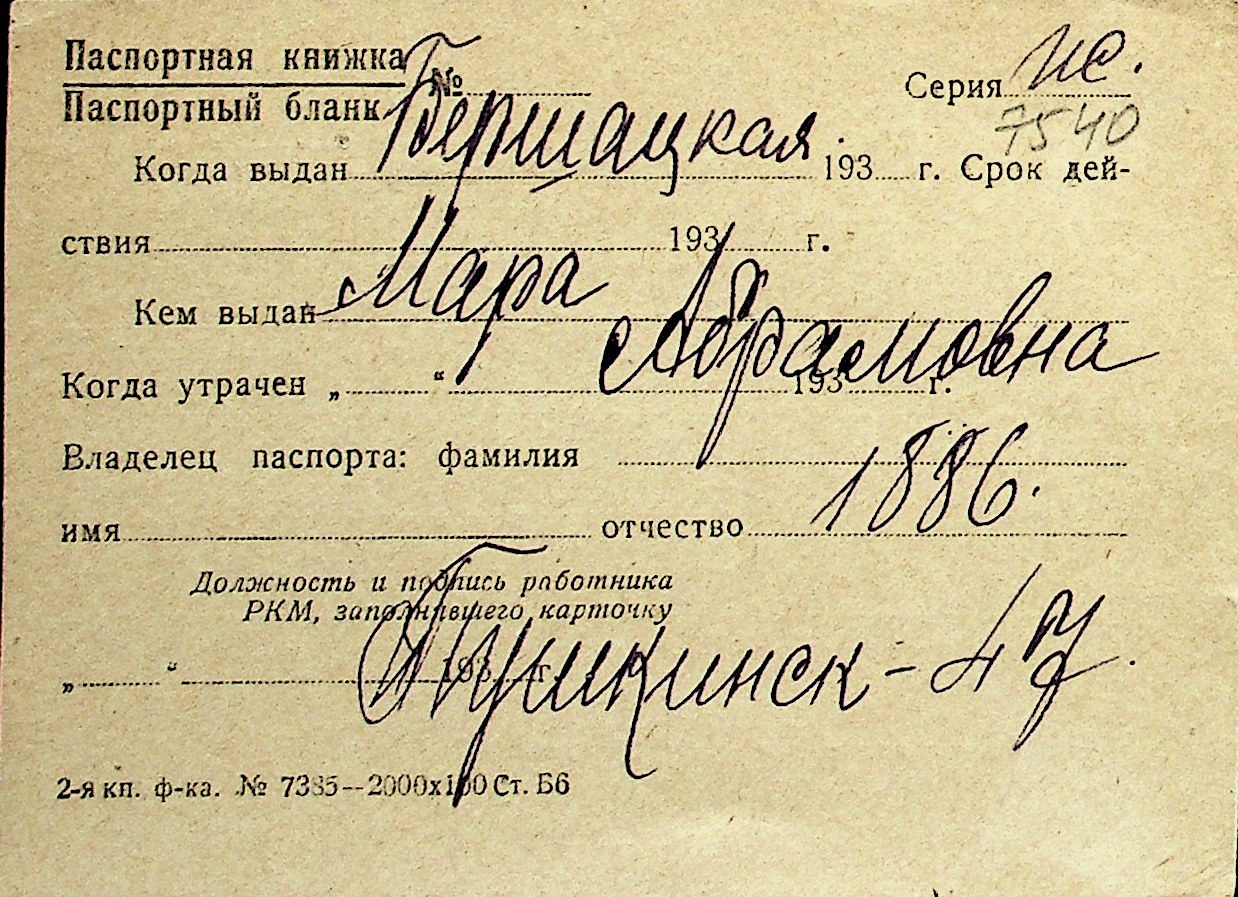 Паспортная книжка
Паспортный бланк №
Серия ис.
7540
Бершацкая
Когда выдан 193 г. Срок дей-
ствия 193 г.
Мара
Кем выдан
Абрамовна
Когда утрачен „ “ 193 г.
Владелец паспорта: фамилия
1886.
имя отчество
Должность и подпись работника
РКМ, заполнившего карточку
„ “ 193 г.
Пушкинск - 47.
2-я кп. ф-ка. № 7385—2000х100 Ст. Б6